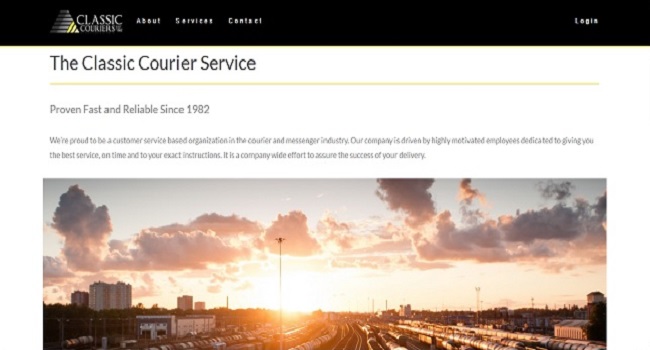 CLASSIC
COURIERS
About Services Contact Login
The Classic Courier Service
Proven Fast and Reliable Since 1982
We're proud to be a customer service based organization in the courier and messenger industry. Our company is driven by highly motivated employees dedicated to giving you
the best service, on time and to your exact instructions. It is a company wide effort to assure the success of your delivery.